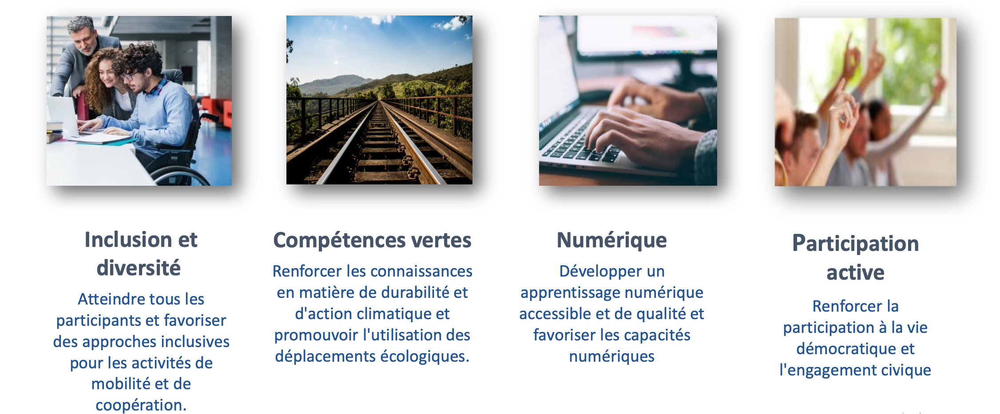 Inclusion et
diversité
Atteindre tous les
participants et favoriser
des approches inclusives
pour les activités de
mobilité et de
coopération.
Compétences vertes
Renforcer les connaissances
en matière de durabilité et
d'action climatique et
promouvoir l'utilisation des
déplacements écologiques.
Numérique
Développer un
apprentissage numérique
accessible et de qualité et
favoriser les capacités
numériques
Participation
active
Renforcer la
participation à la vie
démocratique et
l'engagement civique